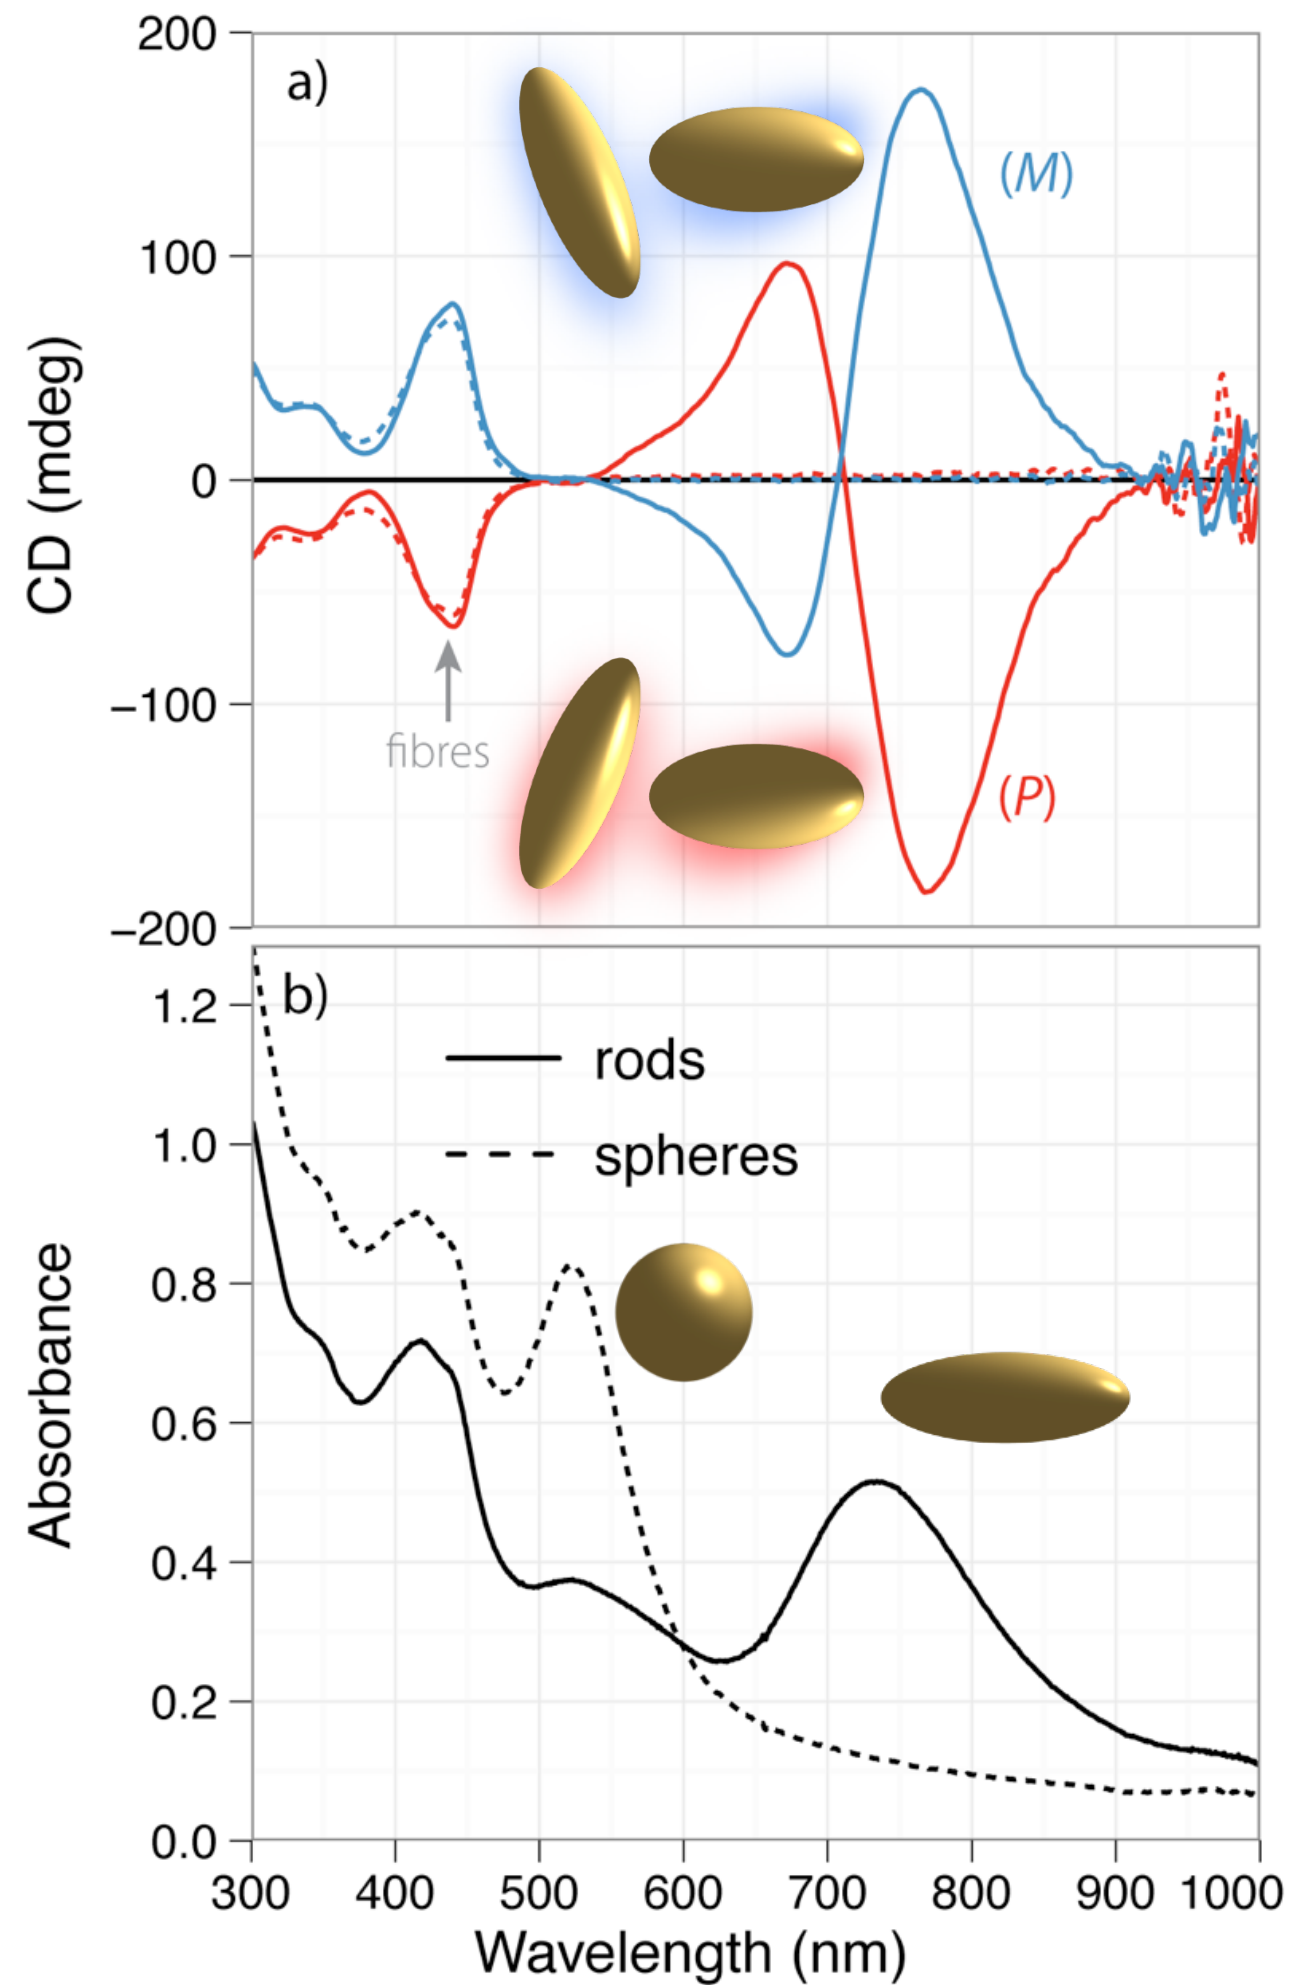 200
a)
(M)
100
CD (mdeg)
0
fibres
−100
(P)
−200
b)
1.2
rods
1.0
spheres
0.8
Absorbance
0.6
0.4
0.2
0.0
300 400 500 600 700 800 900 1000
Wavelength (nm)